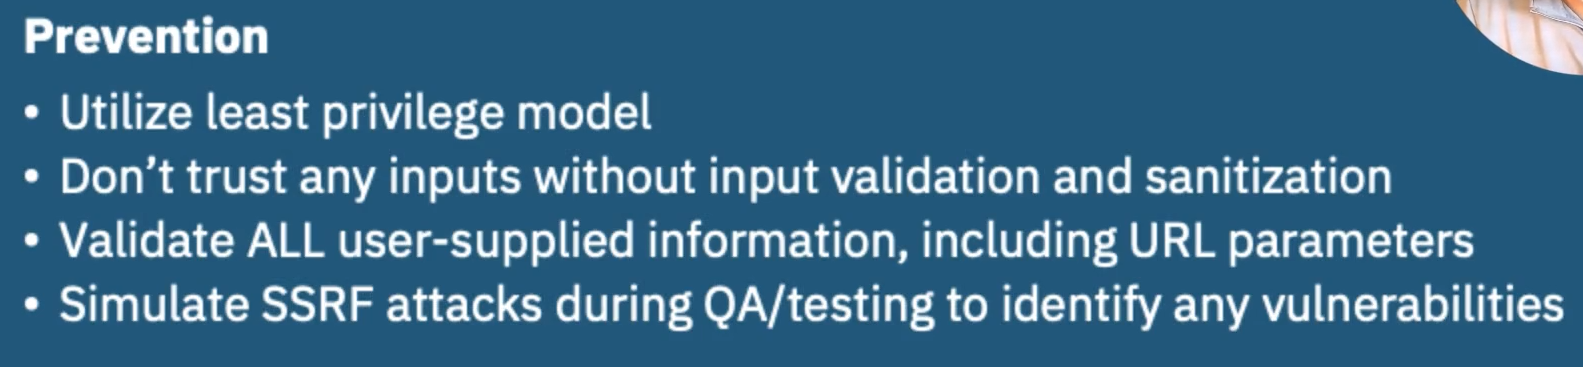 Prevention
• Utilize least privilege model
• Don’t trust any inputs without input validation and sanitization
• Validate ALL user-supplied information, including URL parameters
• Simulate SSRF attacks during QA/testing to identify any vulnerabilities